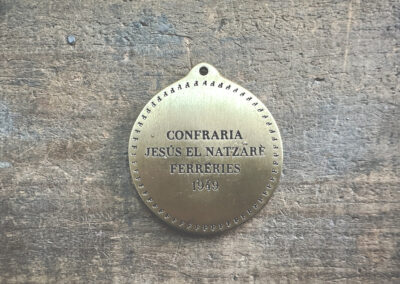 CONFRARIA
JESÚS EL NATZARÈ
FERRERIES
1949